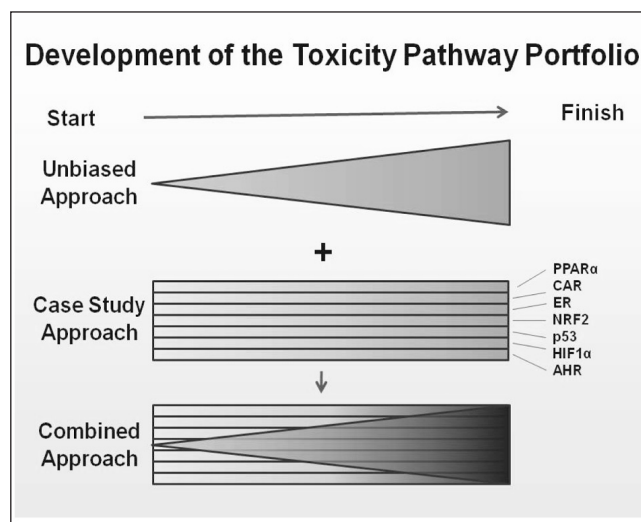 Development of the Toxicity Pathway Portfolio
Start
Finish
Unbiased
Approach
+
Case Study
Approach
PPARα
CAR
ER
NRF2
p53
HIF1α
AHR
Combined
Approach